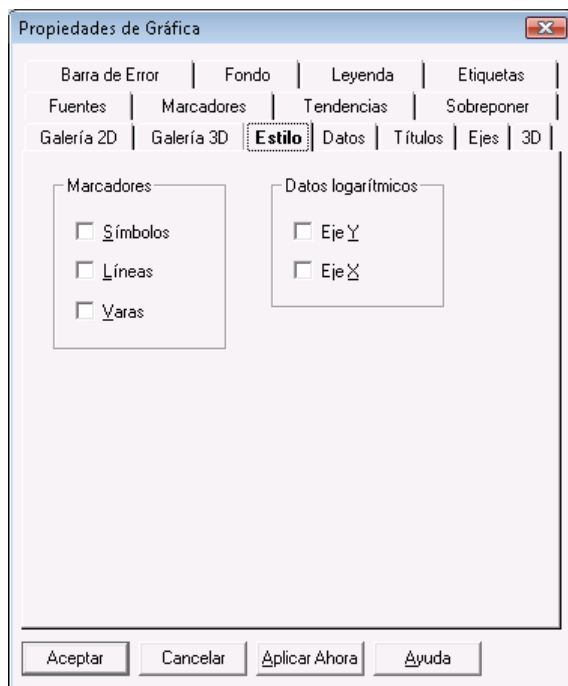 Propiedades de Gráfica
Barra de Error Fondo Leyenda Etiquetas
Fuentes Marcadores Tendencias Sobreponer
Galería 2D Galería 3D Estilo Datos Títulos Ejes 3D
Marcadores Datos logarítmicos
Símbolos Eje Y
Líneas Eje X
Varas
Aceptar Cancelar Aplicar Ahora Ayuda